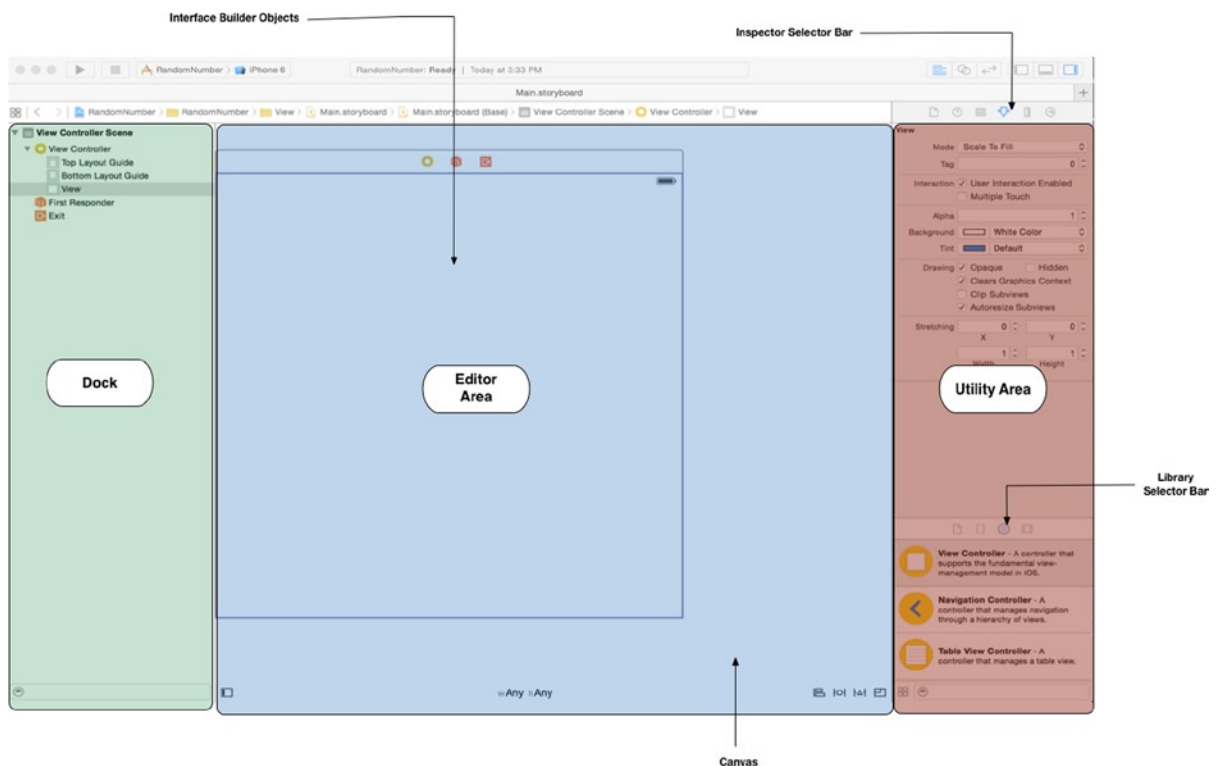 Interface Builder Objects
Inspector Selector Bar
RandomNumber iPhone 6
RandomNumber: Ready | Today at 3:33 PM
Main.storyboard
RandomNumber RandomNumber View Main.storyboard Main.storyboard (Base) View Controller Scene View Controller View
View Controller Scene
View Controller
Top Layout Guide
Bottom Layout Guide
View
First Responder
Exit
Dock
Editor
Area
wAny hAny
View
Mode Scale To Fill
Tag 0
Interaction User Interaction Enabled
Multiple Touch
Alpha 1
Background White Color
Tint Default
Drawing Opaque Hidden
Clears Graphics Context
Clip Subviews
Autoresize Subviews
Stretching 0 0
X Y
1 1
Width Height
Utility Area
Library
Selector Bar
View Controller - A controller that
supports the fundamental view-
management model in iOS.
Navigation Controller - A
controller that manages navigation
through a hierarchy of views.
Table View Controller - A
controller that manages a table view.
Canvas